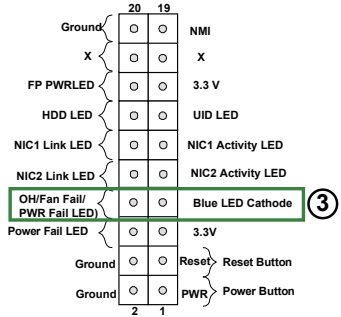 20 19
Ground NMI
X X
FP PWRLED 3.3 V
HDD LED UID LED
NIC1 Link LED NIC1 Activity LED
NIC2 Link LED NIC2 Activity LED
OH/Fan Fail/
PWR Fail LED) Blue LED Cathode 3
Power Fail LED 3.3V
Ground Reset Reset Button
Ground PWR Power Button
2 1